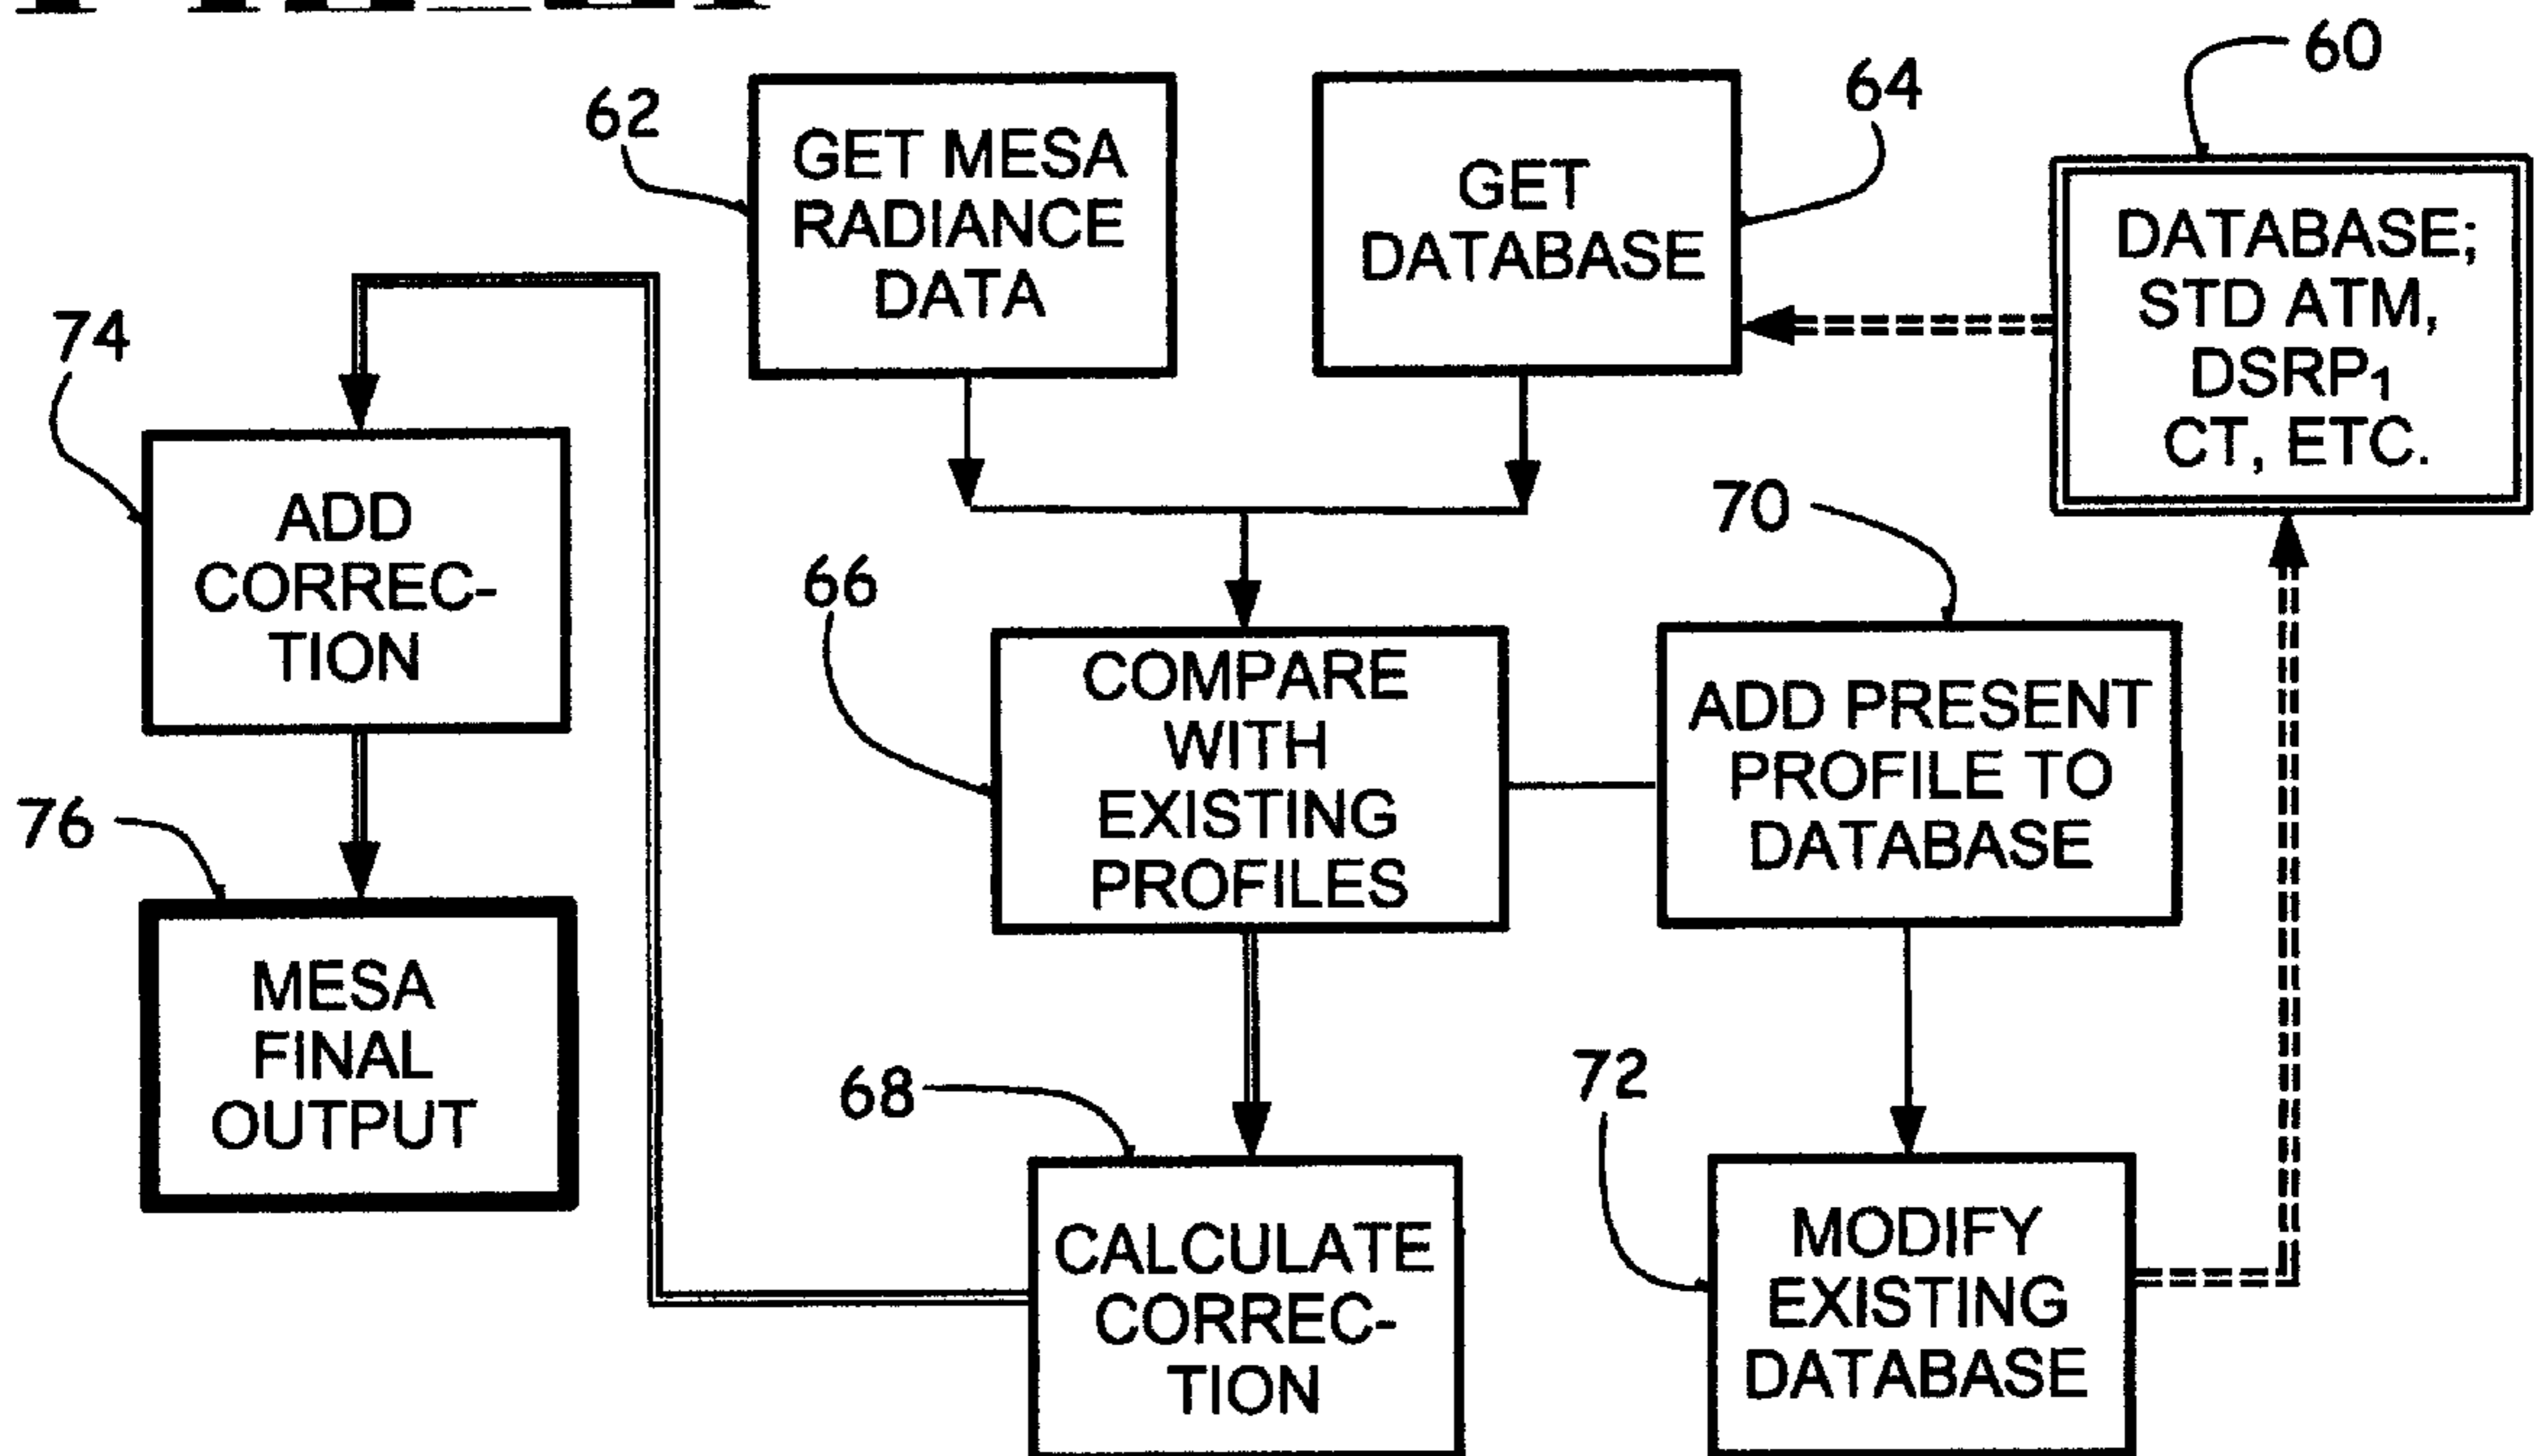 60
62
GET MESA
RADIANCE
DATA
64
GET
DATABASE
DATABASE;
STD ATM,
DSRP₁
CT, ETC.
74
ADD
CORREC-
TION
66
COMPARE
WITH
EXISTING
PROFILES
70
ADD PRESENT
PROFILE TO
DATABASE
76
MESA
FINAL
OUTPUT
68
CALCULATE
CORREC-
TION
72
MODIFY
EXISTING
DATABASE